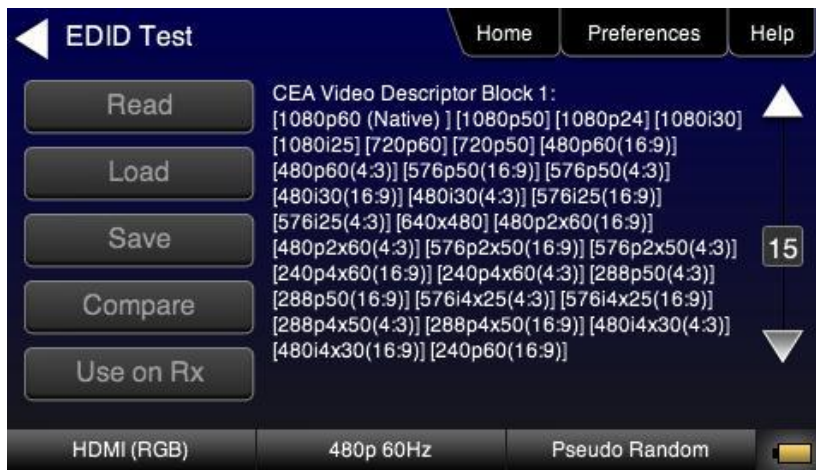 EDID Test
Home
Preferences
Help
Read
Load
Save
Compare
Use on Rx
CEA Video Descriptor Block 1:
[1080p60 (Native) ] [1080p50] [1080p24] [1080i30]
[1080i25] [720p60] [720p50] [480p60(16:9)]
[480p60(4:3)] [576p50(16:9)] [576p50(4:3)]
[480i30(16:9)] [480i30(4:3)] [576i25(16:9)]
[576i25(4:3)] [640x480] [480p2x60(16:9)]
[480p2x60(4:3)] [576p2x50(16:9)] [576p2x50(4:3)]
[240p4x60(16:9)] [240p4x60(4:3)] [288p50(4:3)]
[288p50(16:9)] [576i4x25(4:3)] [576i4x25(16:9)]
[288p4x50(4:3)] [288p4x50(16:9)] [480i4x30(4:3)]
[480i4x30(16:9)] [240p60(16:9)]
15
HDMI (RGB)
480p 60Hz
Pseudo Random